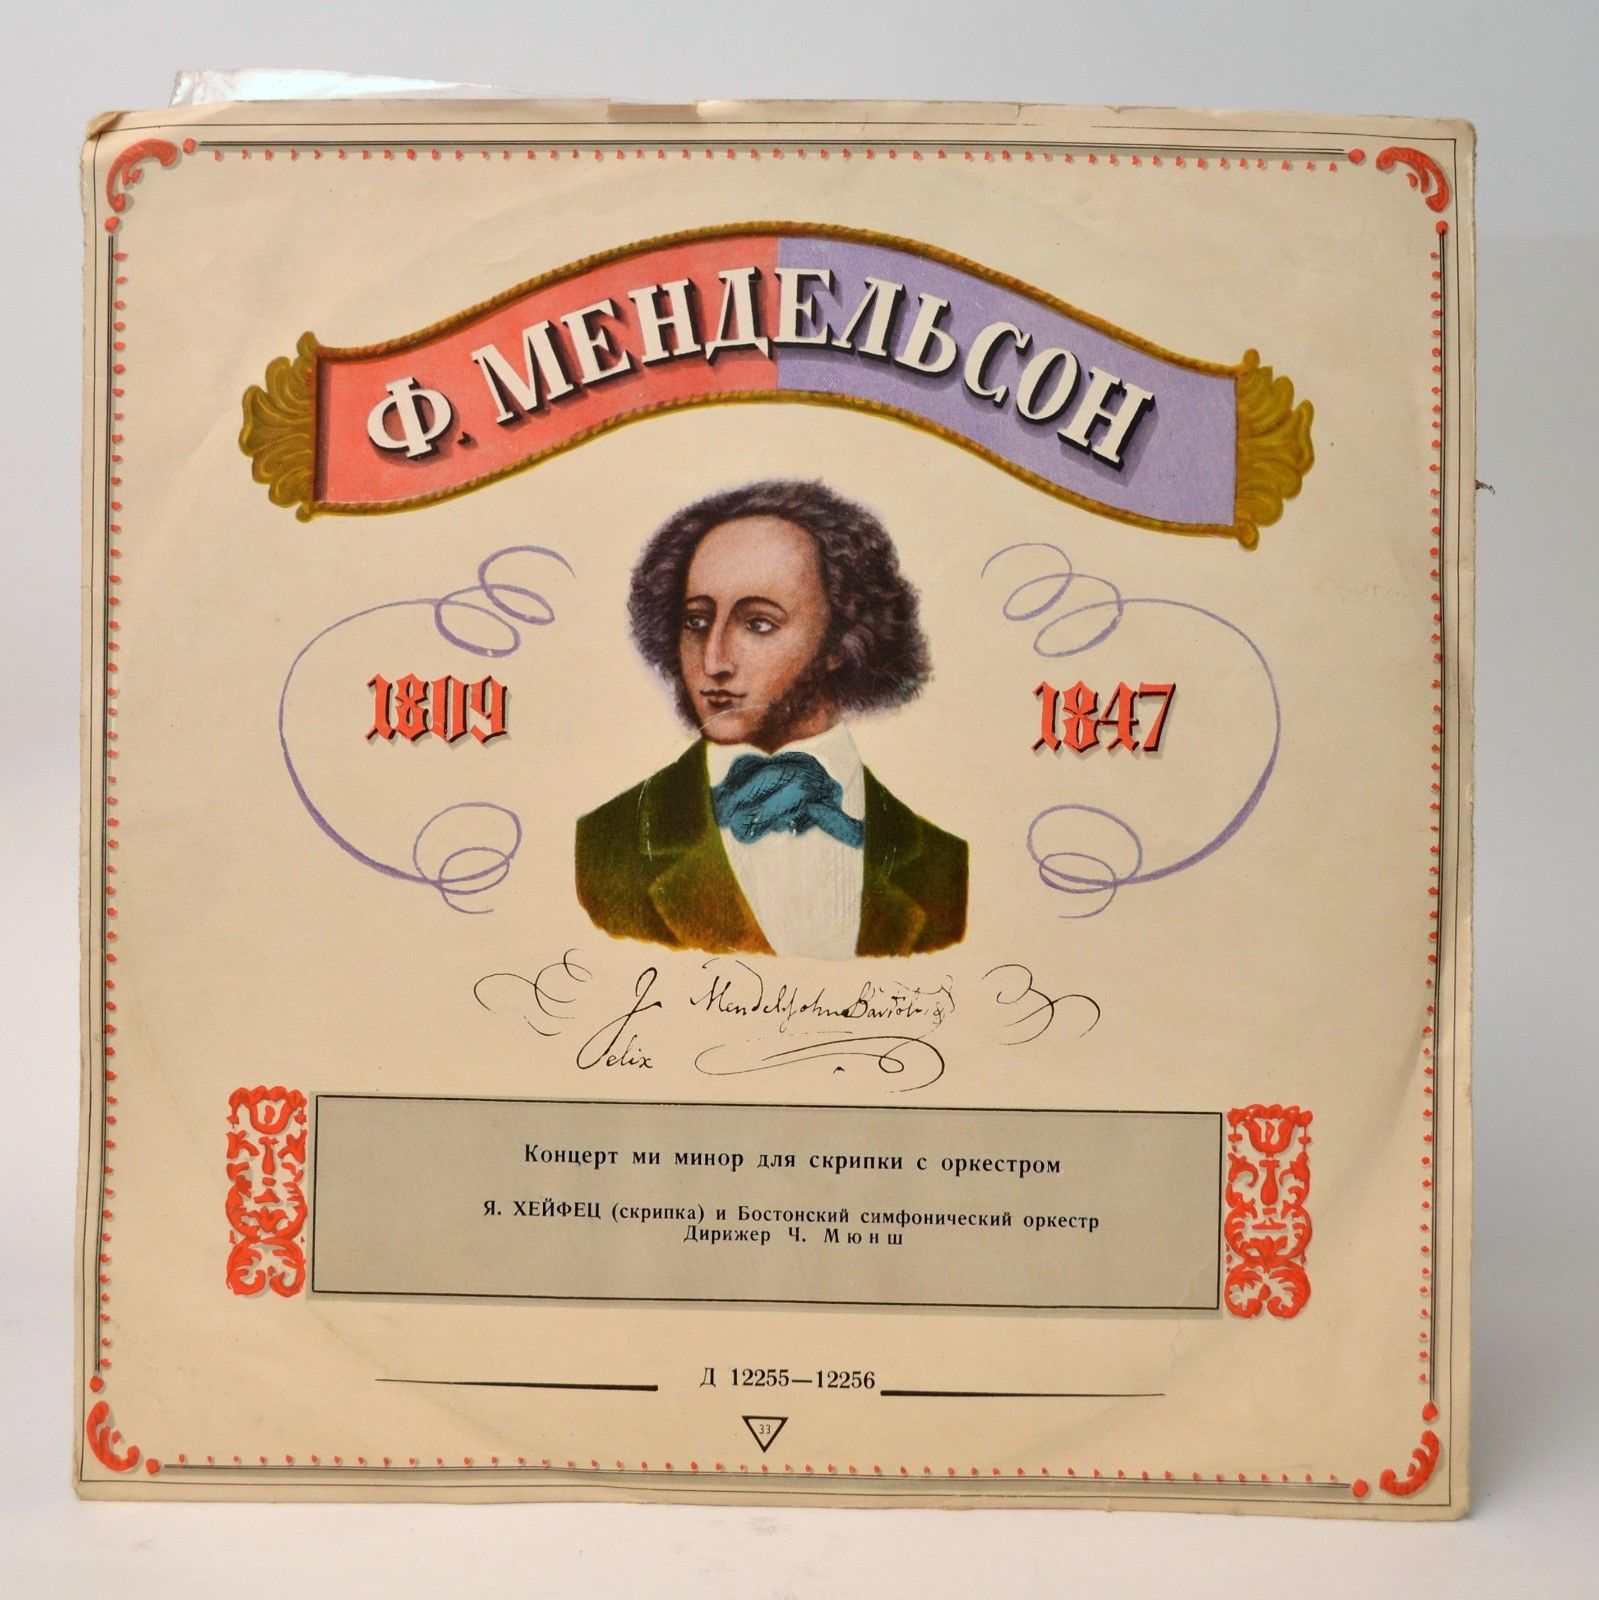 Ф. МЕНДЕЛЬСОН
1809
1847
J Mendelssohn Bartholdy
Felix
Концерт ми минор для скрипки с оркестром
Я. ХЕЙФЕЦ (скрипка) и Бостонский симфонический оркестр
Дирижер Ч. Мюнш
Д 12255—12256
33